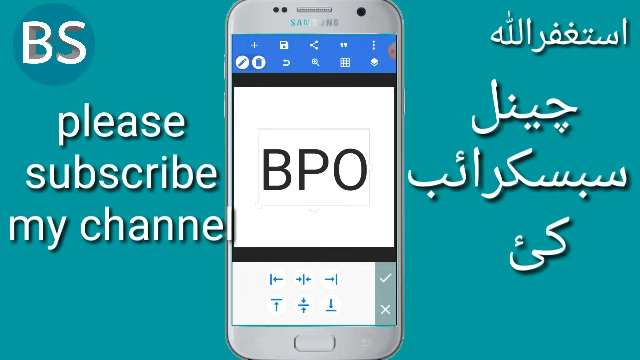 BS
استغفراللہ
SAMSUNG
please
subscribe
my channel
BPO
چینل
سبسکرائب
کئ